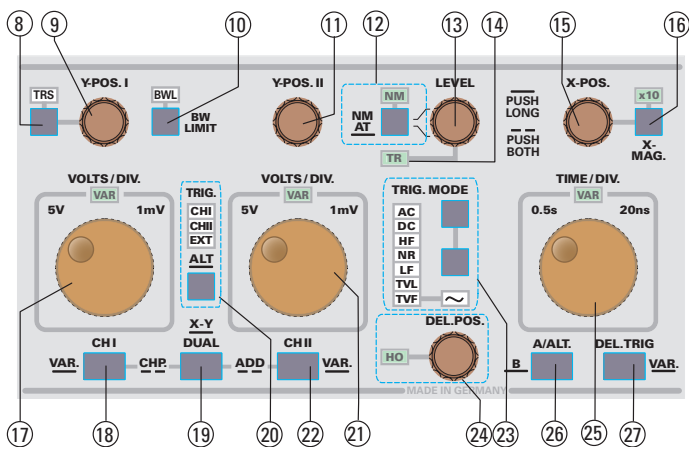 8 9 10 11 12 13 14 15 16
Y-POS. I Y-POS. II LEVEL X-POS.
TRS BWL NM x10
PUSH LONG
BW LIMIT
NM AT
PUSH BOTH
TR
X-MAG.
VOLTS / DIV. TRIG. VOLTS / DIV. TRIG. MODE TIME / DIV.
VAR VAR VAR
5V 1mV 5V 1mV 0.5s 20ns
CHI
CHII
EXT
ALT
AC
DC
HF
NR
LF
TVL
TVF ~
X-Y
DEL.POS.
CH I DUAL CH II A/ALT. DEL.TRIG
HO
VAR. CHP. ADD VAR. B VAR.
MADE IN GERMANY
17 18 19 20 22 21 24 23 26 25 27